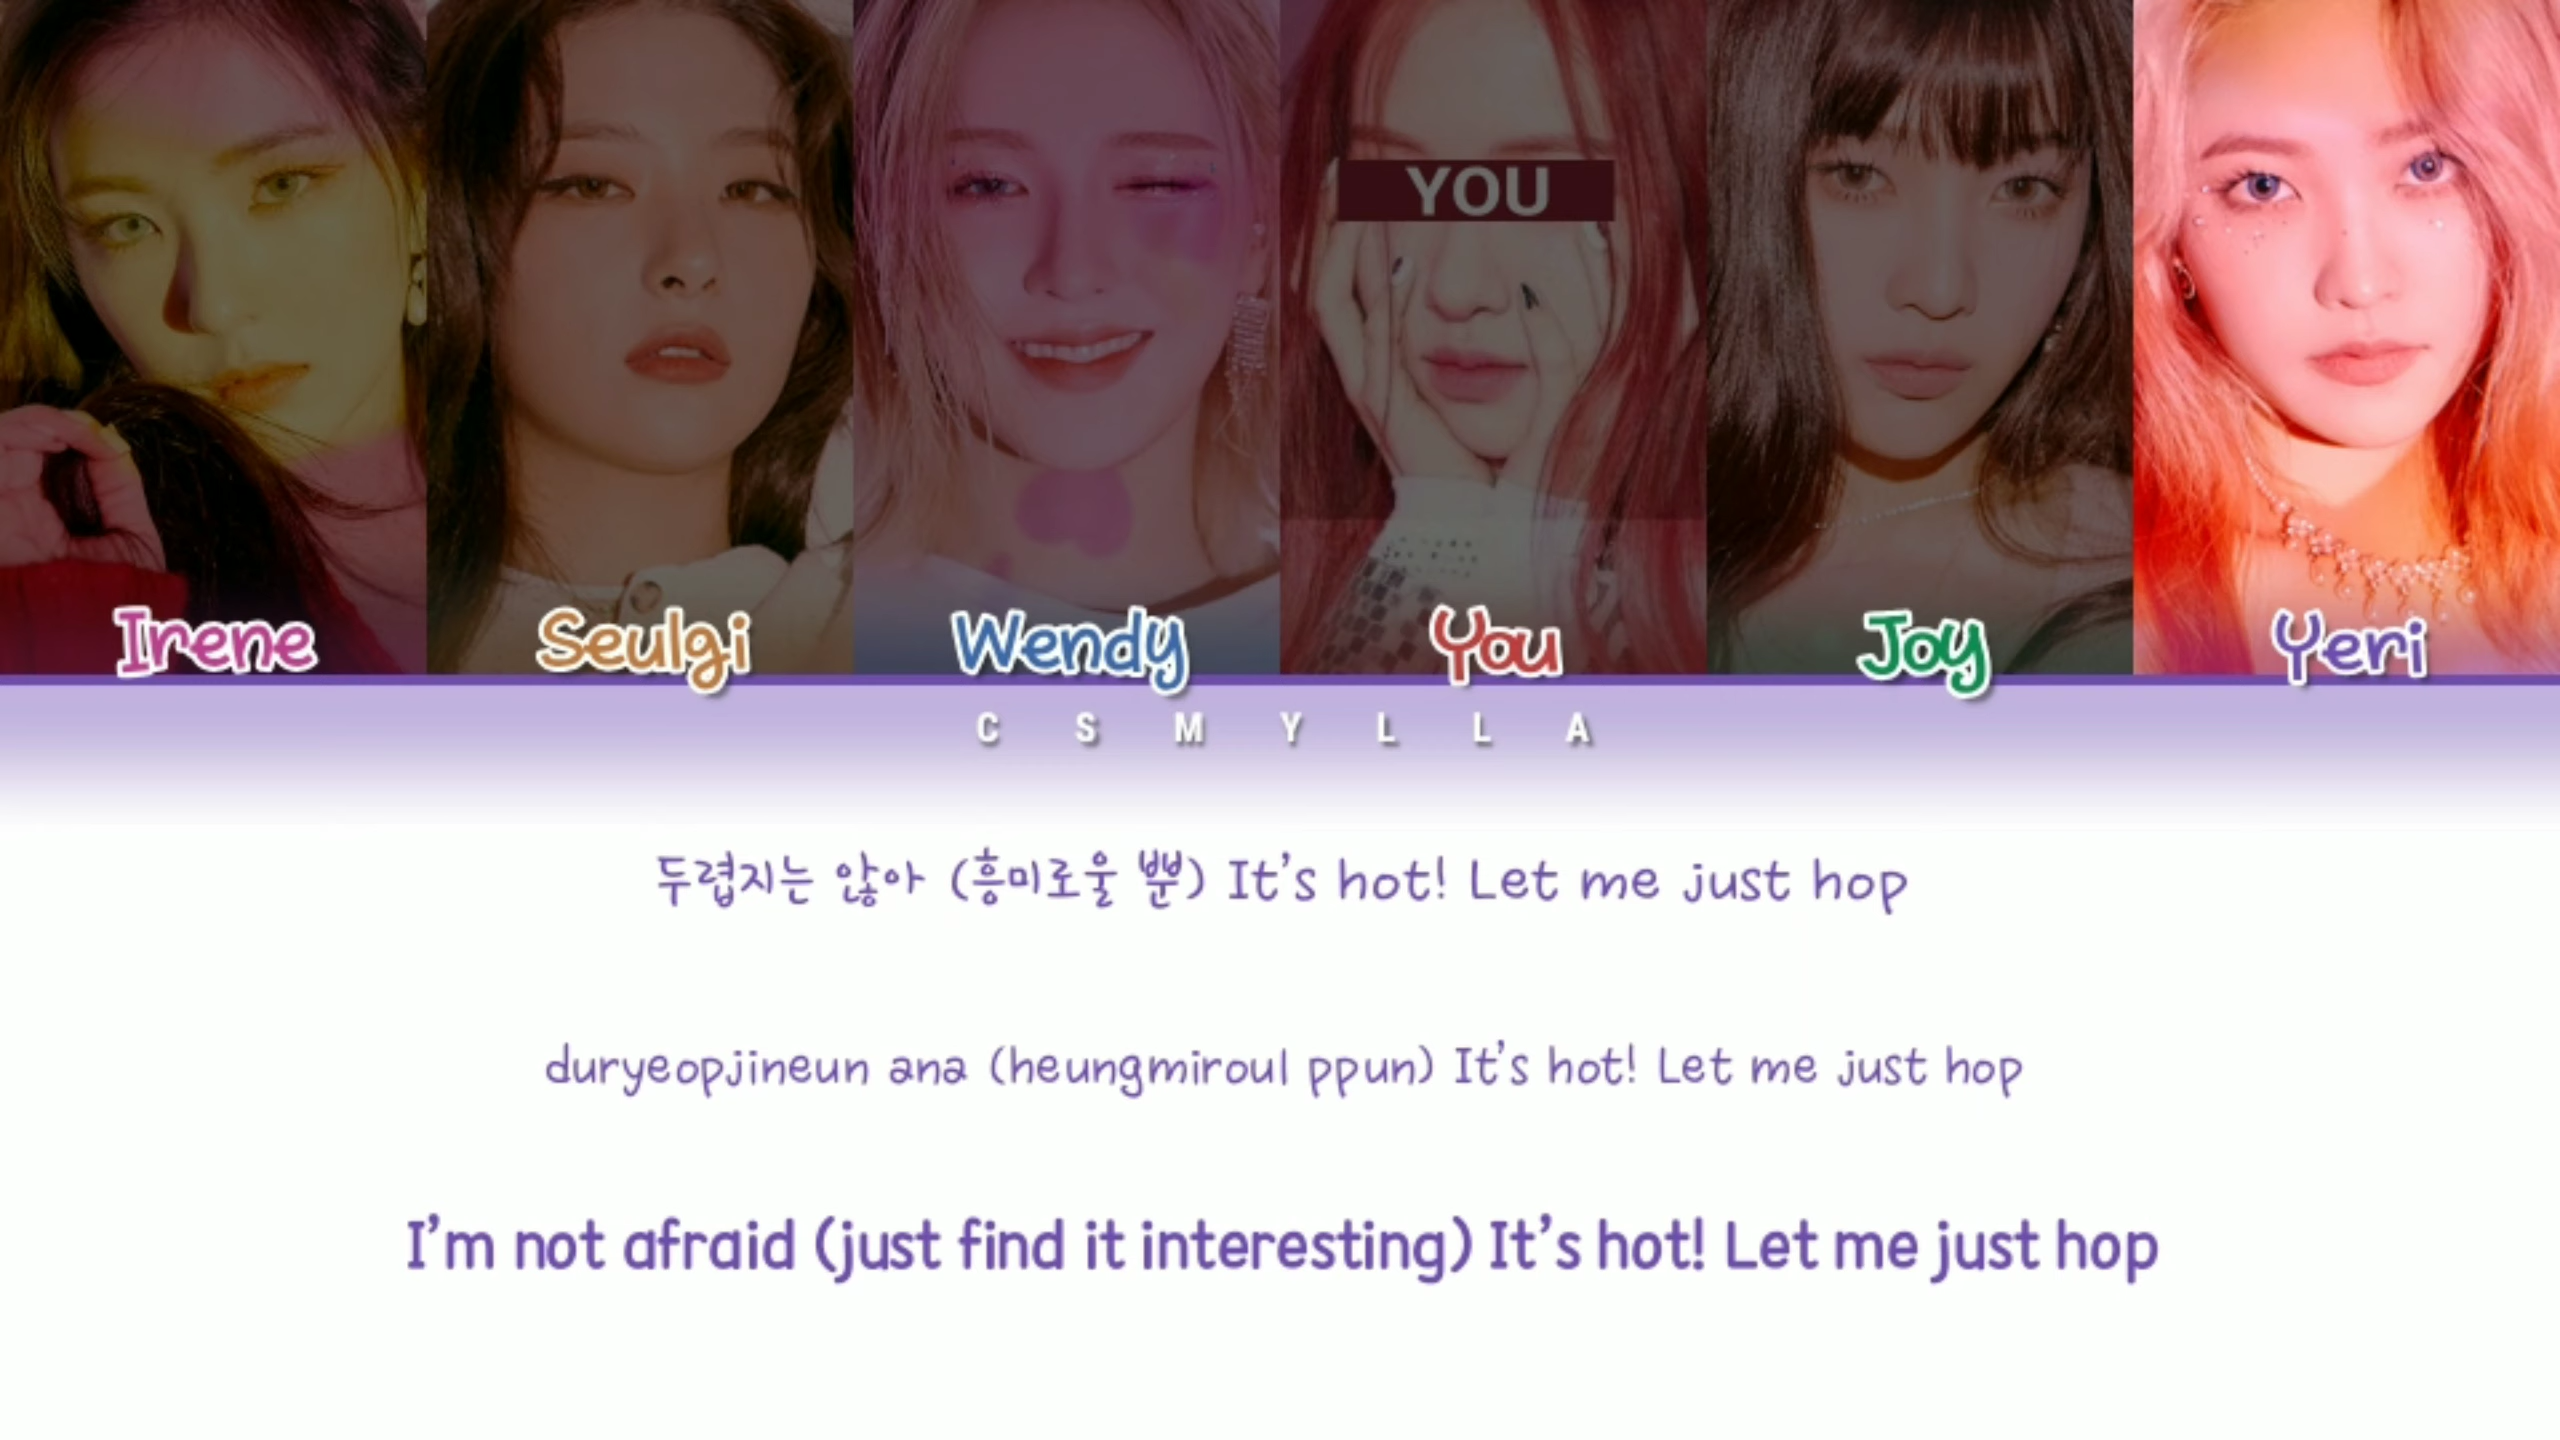 YOU
Irene Seulgi Wendy You Joy Yeri
C S M Y L L A
두렵지는 않아 (흥미로울 뿐) It's hot! Let me just hop
duryeopjineun ana (heungmiroul ppun) It's hot! Let me just hop
I'm not afraid (just find it interesting) It's hot! Let me just hop